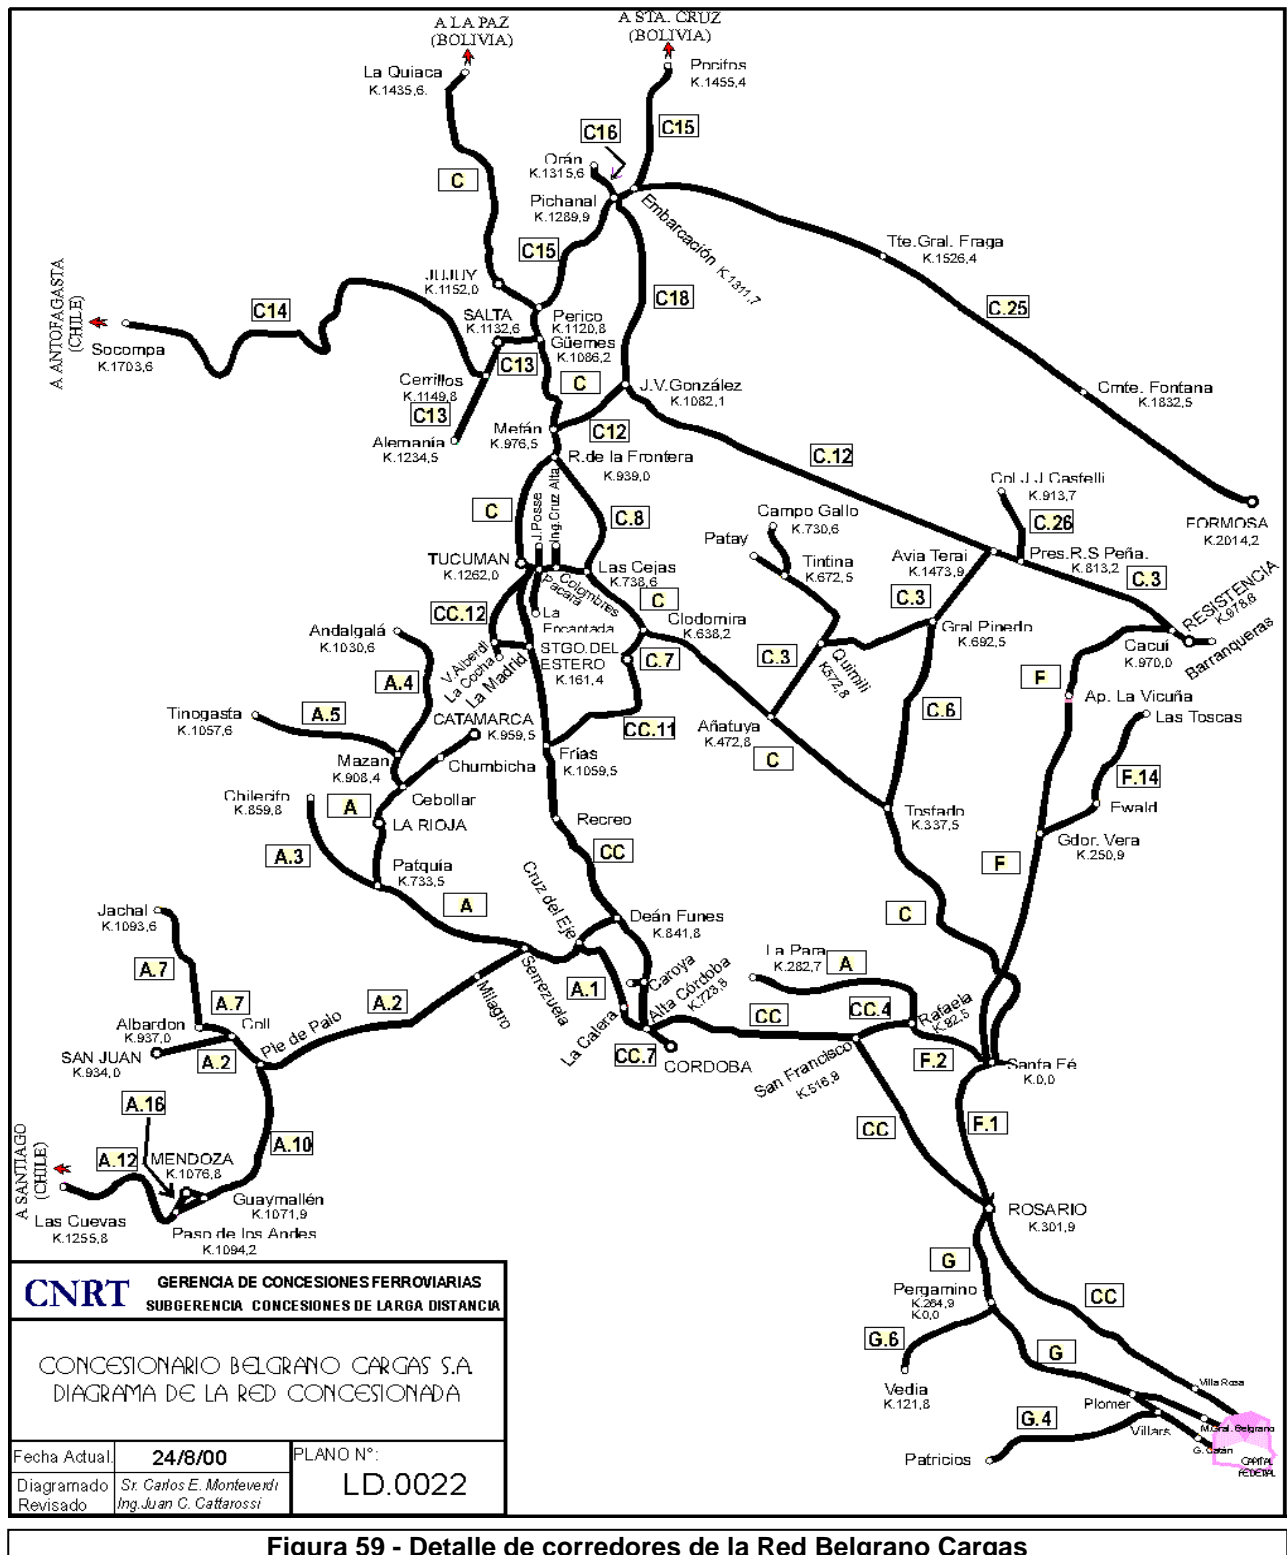 A LA PAZ
(BOLIVIA)
A STA. CRUZ
(BOLIVIA)
La Quiaca
K.1435,6.
Pocitos
K.1455,4
C16
C15
Orán
K.1315,6
C
Pichanal
K.1289,9
Embarcación K.1311,7
C15
Tte.Gral. Fraga
K.1526,4
JUJUY
K.1152,0
A ANTOFAGASTA
(CHILE)
C14
C18
C.25
SALTA
K.1132,6
Perico
K.1120,8
Güemes
K.1086,2
Socompa
K.1703,6
C13
Cerrillos
K.1149,8
C
J.V.González
K.1082,1
Cmte. Fontana
K.1832,5
C13
Metán
K.976,5
C12
Alemanía
K.1234,5
C.12
R.de la Frontera
K.939,0
Col.J.J.Castelli
K.913,7
C
J.Posse
Ing.Cruz Alta
C.8
Campo Gallo
K.730,6
C.26
FORMOSA
K.2014,2
Patay
TUCUMAN
K.1262,0
Pacará
Colombres
Las Cejas
K.738,6
Tintina
K.672,5
Avia Terai
K.1473,9
Pres.R.S Peña.
K.813,2
C.3
C
C.3
RESISTENCIA
K.978,6
CC.12
La
Encantada
Clodomira
K.638,2
Gral Pinedo
K.692,5
Andalgalá
K.1030,6
V.Alberdi
La Cocha
La Madrid
STGO.DEL
ESTERO
K.161,4
C.7
C.3
Quimili
K572,8
Cacuí
K.970,0
Barranqueras
A.4
F
Ap. La Vicuña
Tinogasta
K.1057,6
A.5
CATAMARCA
K.959,5
CC.11
Añatuya
K.472,8
C.6
Las Toscas
Mazan
K.908,4
Chumbicha
Frías
K.1059,5
C
F.14
Chilecito
K.859,8
A
Cebollar
Ewald
LA RIOJA
Recreo
Tostado
K.337,5
Gdor. Vera
K.250,9
A.3
Patquía
K.733,5
CC
F
A
Cruz del Eje
C
Jachal
K.1093,6
Deán Funes
K.841,8
La Para
K.282,7
A
A.7
A.2
Serrezuela
A.1
Caroya
A.7
Milagro
Alta Córdoba
K.723,8
CC
CC.4
Rafaela
K.82,5
Albardon
K.937,0
Coll
Pie de Palo
La Calera
SAN JUAN
K.934,0
A.2
CC.7
CORDOBA
San Francisco
K.516,9
F.2
Santa Fé
K.0,0
A.16
CC
F.1
A SANTIAGO
(CHILE)
A.12
MENDOZA
K.1076,8
A.10
Guaymallén
K.1071,9
ROSARIO
K.301,9
Las Cuevas
K.1255,8
Paso de los Andes
K.1094,2
G
Pergamino
K.264,9
K.0,0
CC
G.6
G
Vedia
K.121,8
Villa Rosa
Plomer
G.4
Villars
M.Gral. Belgrano
G. Catán
Patricios
CAPITAL
FEDERAL
CNRT
GERENCIA DE CONCESIONES FERROVIARIAS
SUBGERENCIA CONCESIONES DE LARGA DISTANCIA
CONCESIONARIO BELGRANO CARGAS S.A.
DIAGRAMA DE LA RED CONCESIONADA
Fecha Actual. 24/8/00
PLANO N°:
LD.0022
Diagramado Sr. Carlos E. Monteverdi
Revisado Ing.Juan C. Cattarossi
Figura 59 - Detalle de corredores de la Red Belgrano Cargas